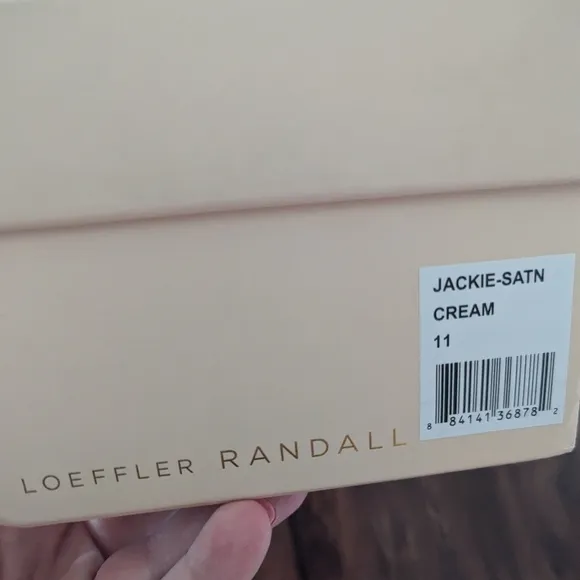 JACKIE-SATN
CREAM
11
8 84141 36878 2
LOEFFLER RANDALL